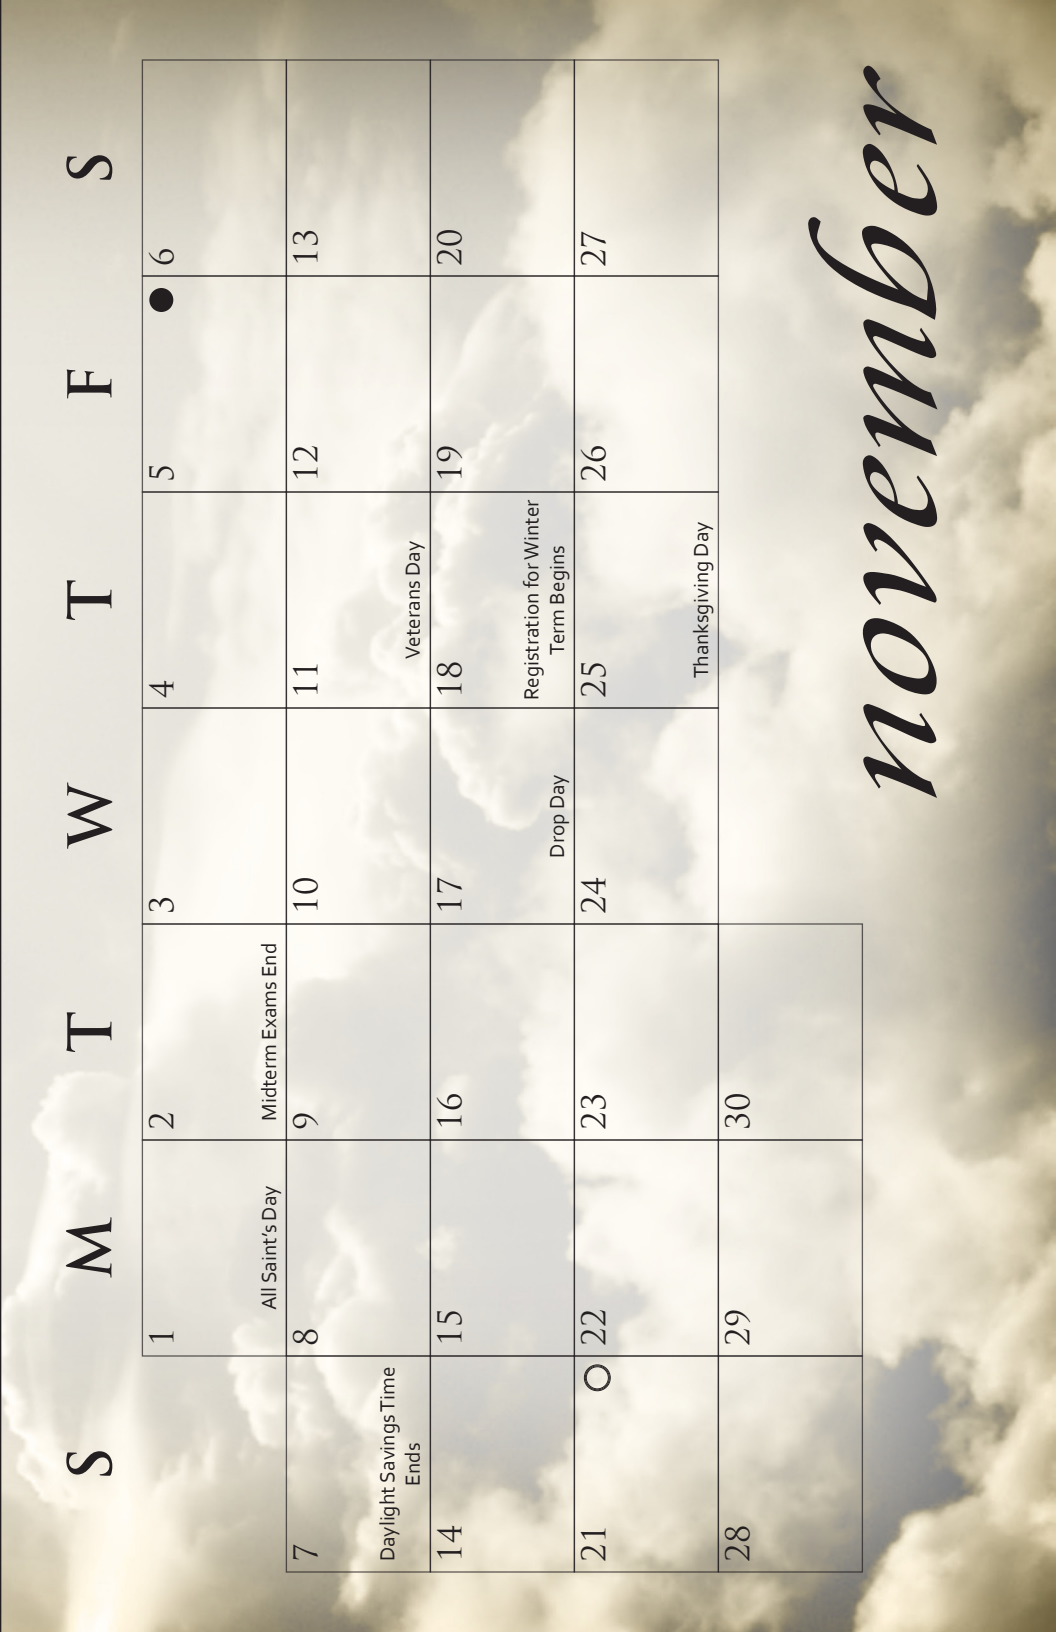 S M T W T F S
1 2 3 4 5 6
All Saint's Day
Midterm Exams End
7 8 9 10 11 12 13
Daylight Savings Time
Ends
Veterans Day
14 15 16 17 18 19 20
Drop Day
Registration for Winter
Term Begins
21 22 23 24 25 26 27
Thanksgiving Day
28 29 30
november